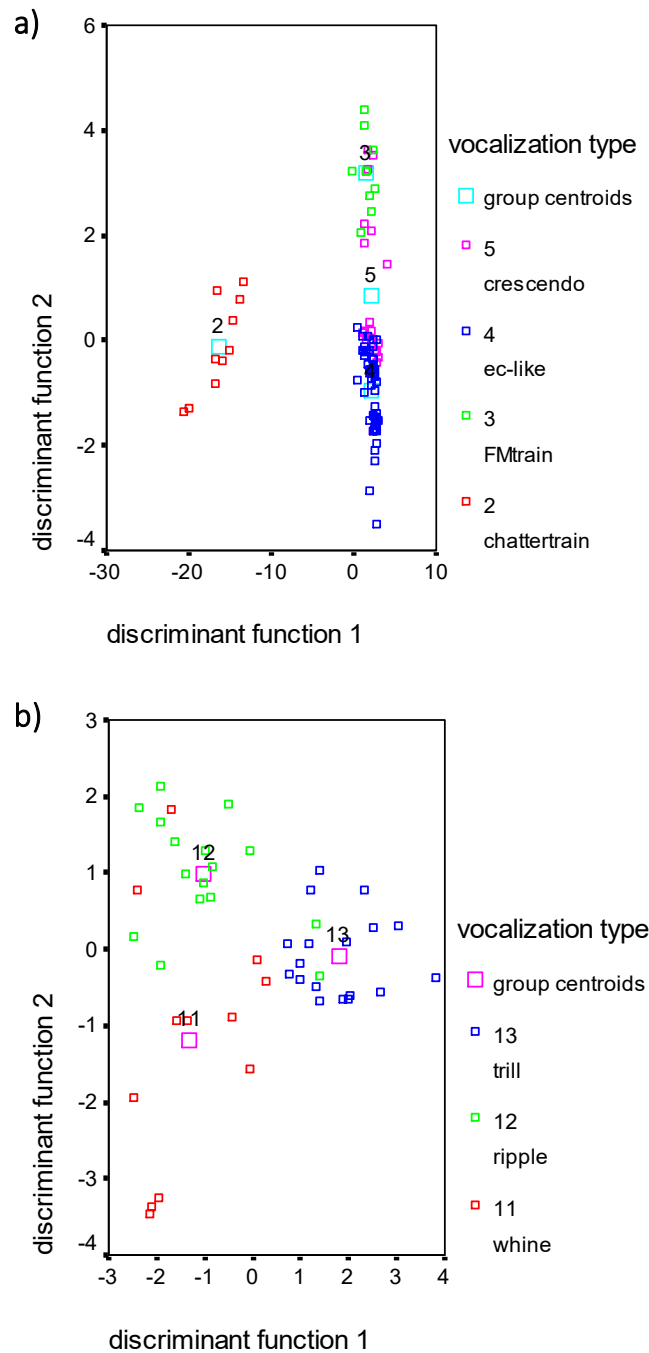 a)
6
4
2
0
-2
-4
-30
-20
-10
0
10
discriminant function 2
discriminant function 1
3
5
2
4
vocalization type
group centroids
5
crescendo
4
ec-like
3
FMtrain
2
chattertrain
b)
3
2
1
0
-1
-2
-3
-4
-3
-2
-1
0
1
2
3
4
discriminant function 2
discriminant function 1
12
13
11
vocalization type
group centroids
13
trill
12
ripple
11
whine